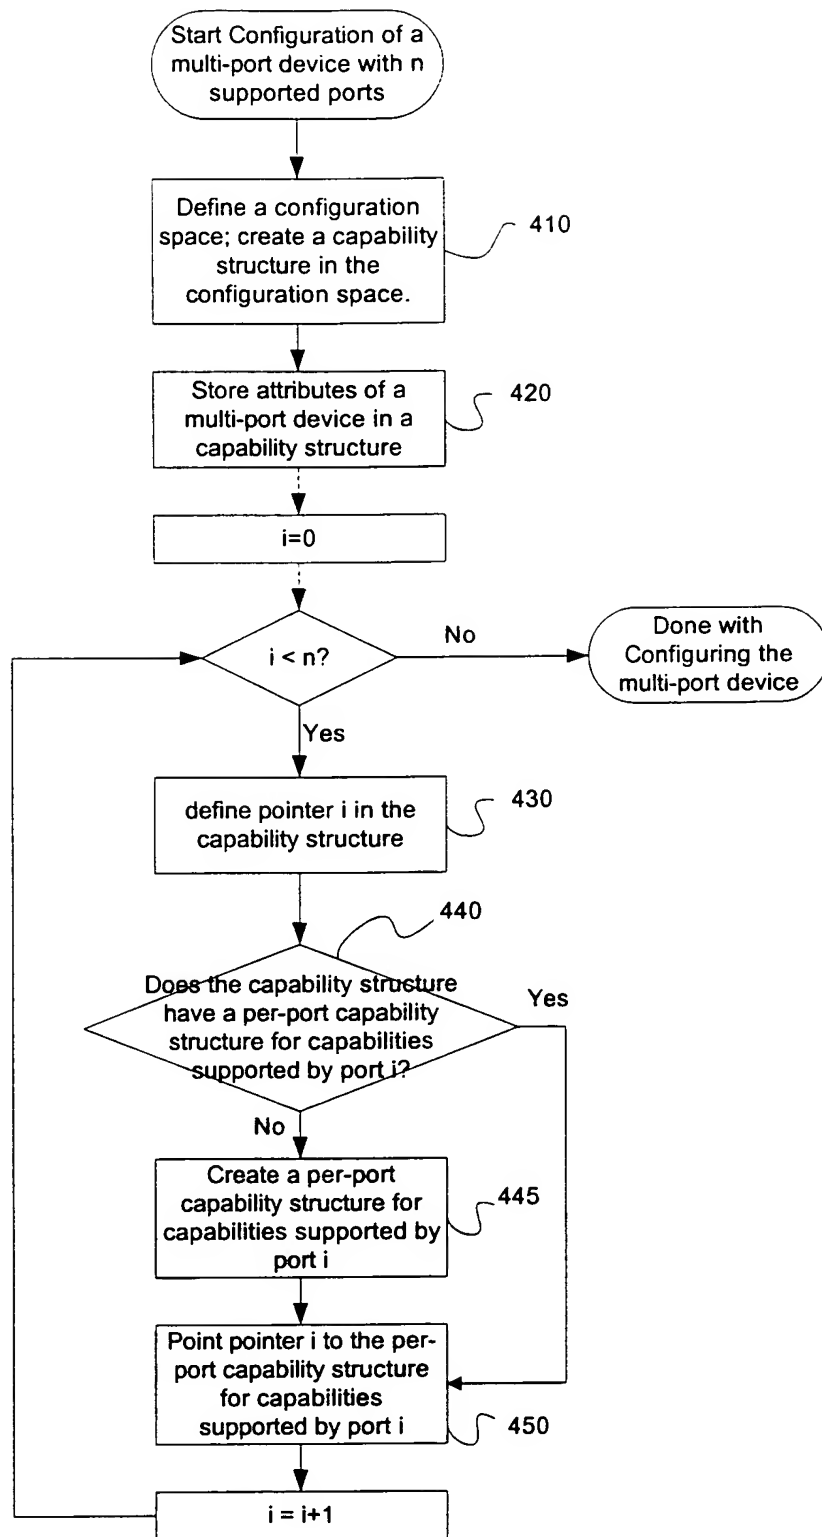 Start Configuration of a
multi-port device with n
supported ports
Define a configuration
space; create a capability
structure in the
configuration space.
410
Store attributes of a
multi-port device in a
capability structure
420
i=0
i < n?
No
Done with
Configuring the
multi-port device
Yes
define pointer i in the
capability structure
430
440
Does the capability structure
have a per-port capability
structure for capabilities
supported by port i?
Yes
No
Create a per-port
capability structure for
capabilities supported by
port i
445
Point pointer i to the per-
port capability structure
for capabilities
supported by port i
450
i = i+1